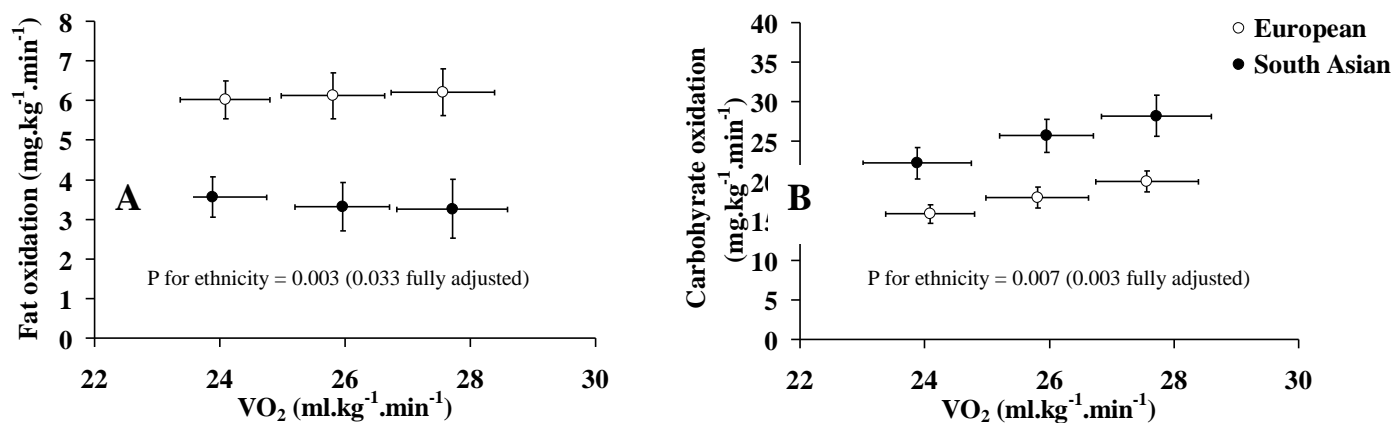 8
7
6
5
4
3
2
1
0
Fat oxidation (mg.kg⁻¹.min⁻¹)
A
P for ethnicity = 0.003 (0.033 fully adjusted)
22 24 26 28 30
VO₂ (ml.kg⁻¹.min⁻¹)
40
35
30
25
20
15
10
5
0
Carbohyrate oxidation
(mg.kg⁻¹.min⁻¹)
B
P for ethnicity = 0.007 (0.003 fully adjusted)
22 24 26 28 30
VO₂ (ml.kg⁻¹.min⁻¹)
European
South Asian